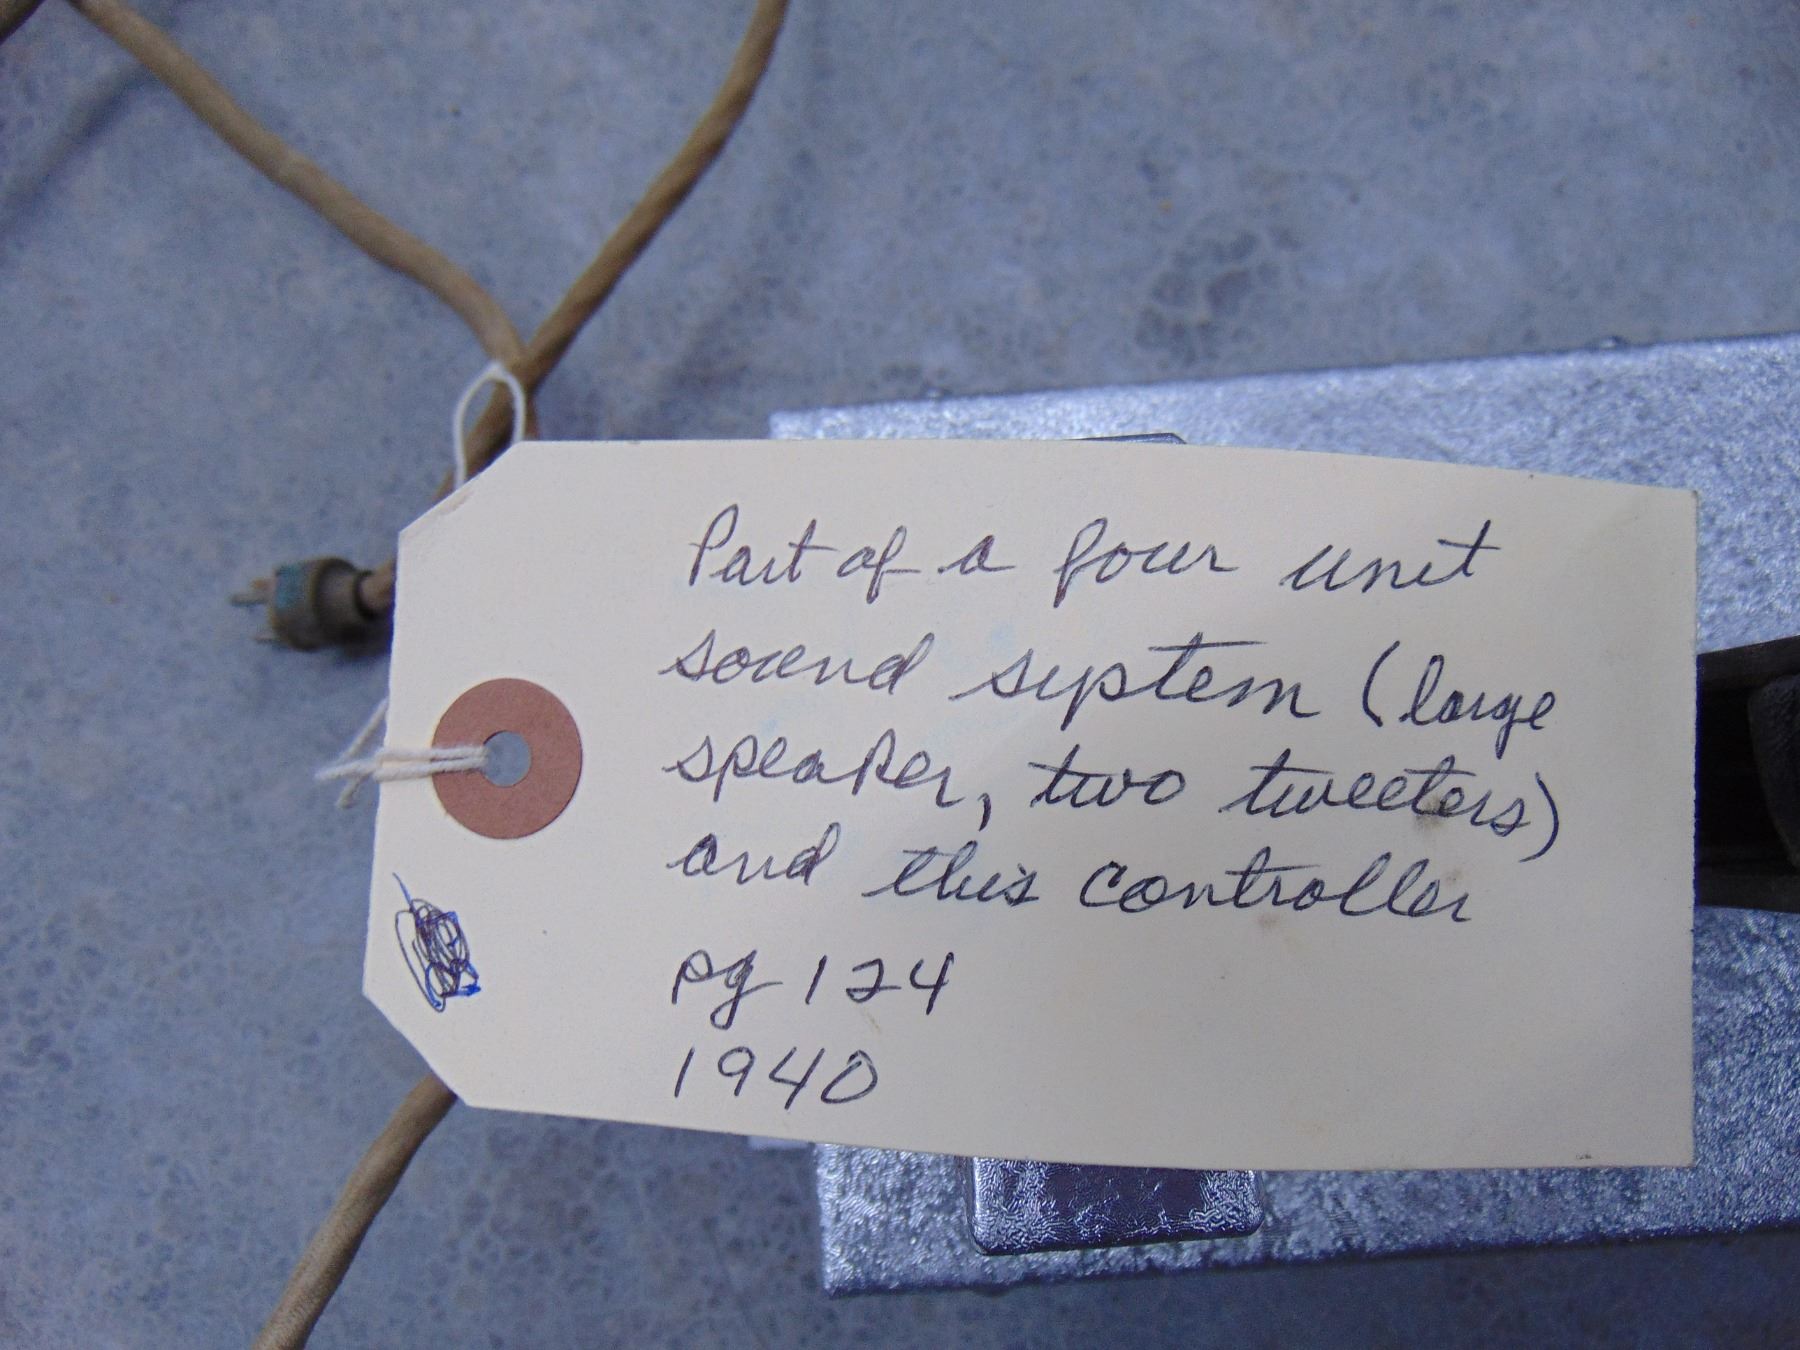 Part of a four unit
sound system (large
speaker, two tweeters)
and this controller
pg 124
1940